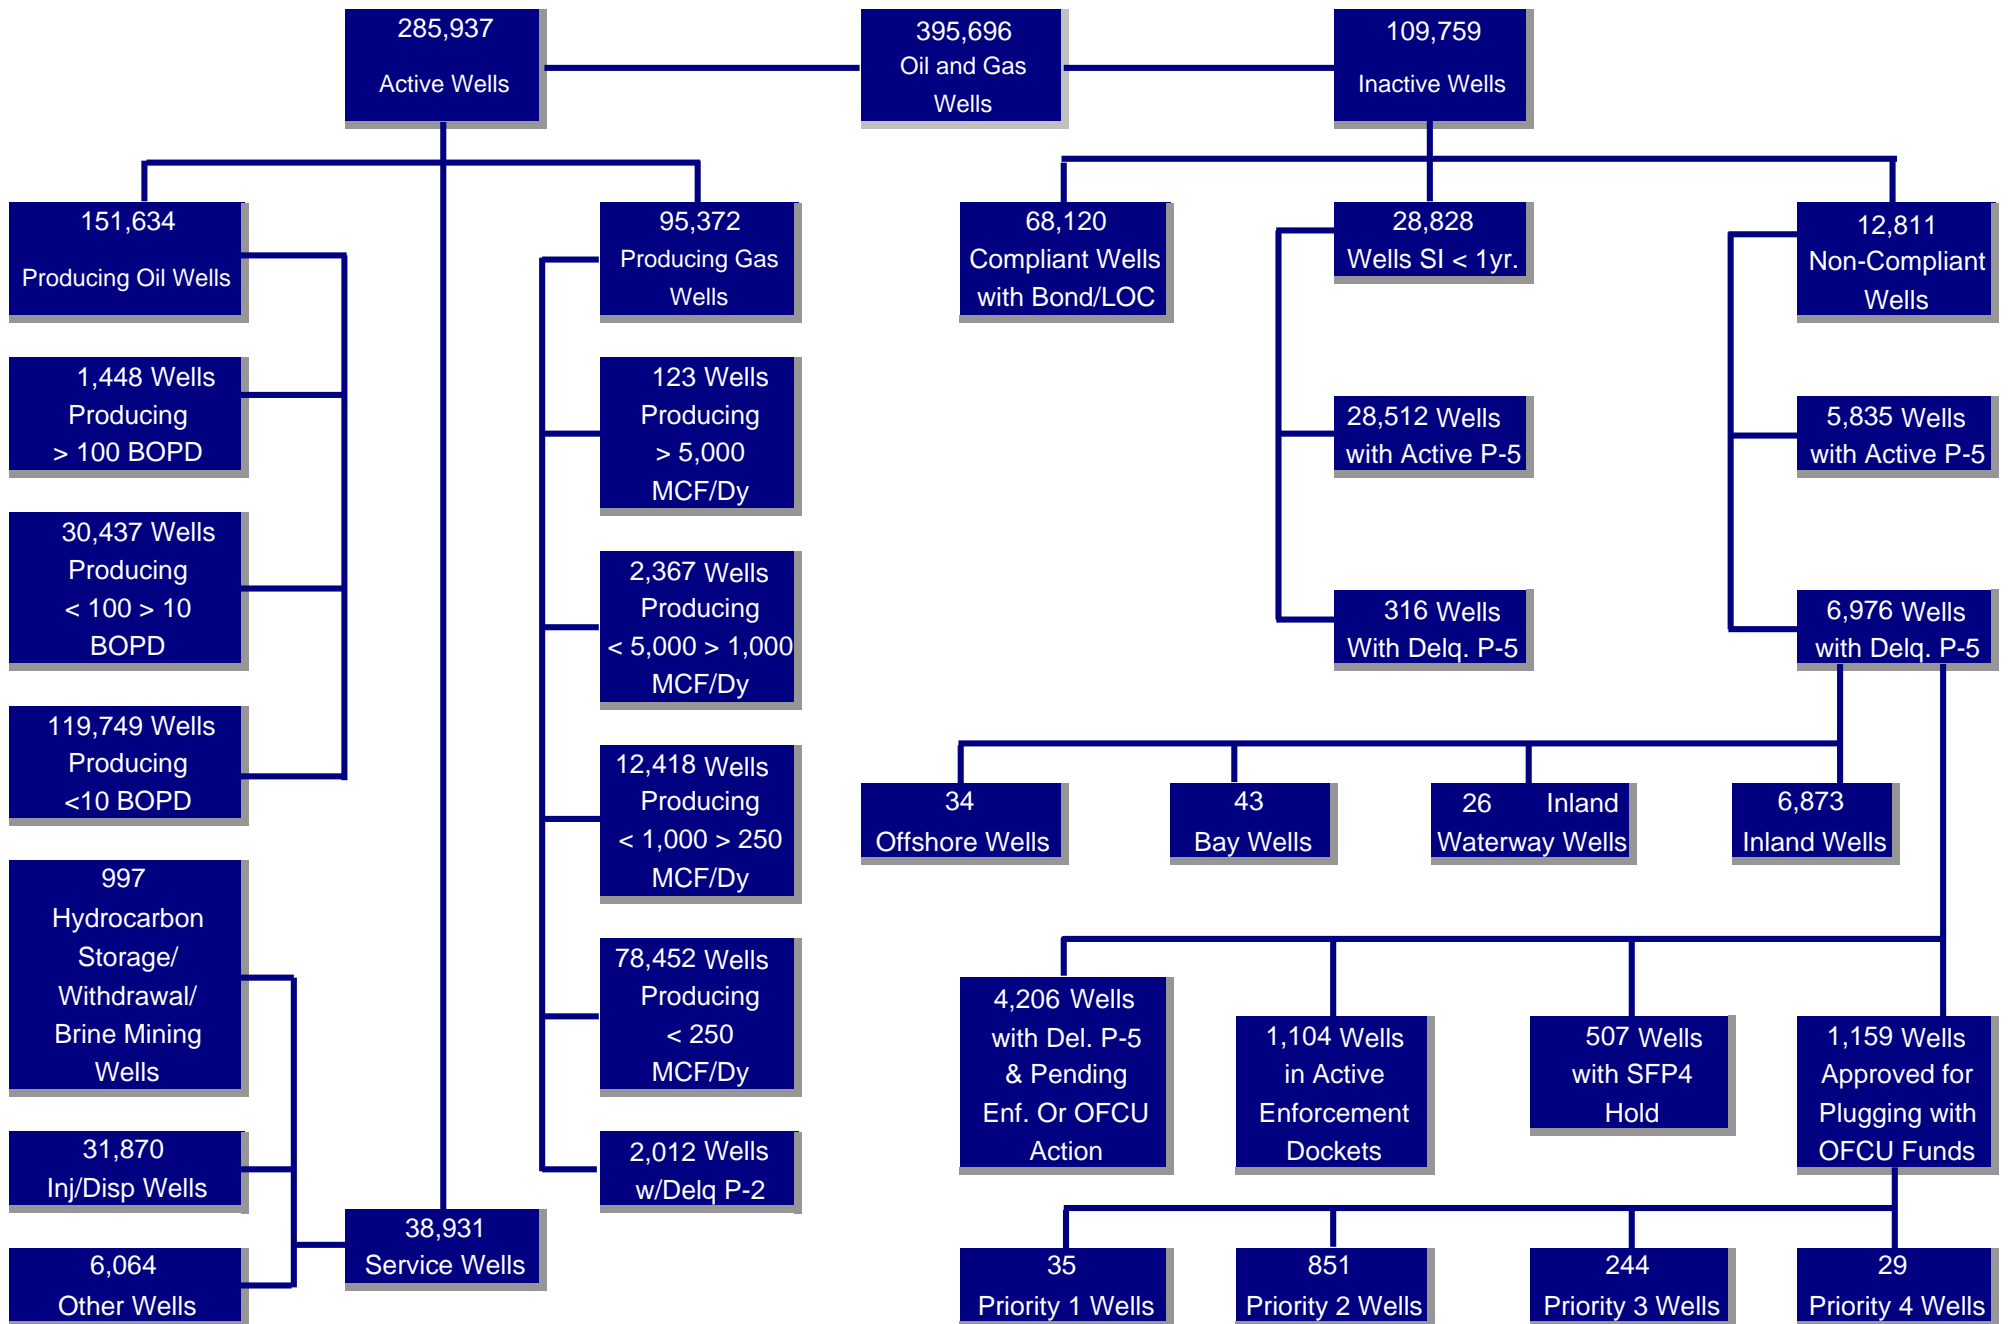 285,937
Active Wells
395,696
Oil and Gas
Wells
109,759
Inactive Wells
151,634
Producing Oil Wells
95,372
Producing Gas
Wells
68,120
Compliant Wells
with Bond/LOC
28,828
Wells SI < 1yr.
12,811
Non-Compliant
Wells
1,448 Wells
Producing
> 100 BOPD
123 Wells
Producing
> 5,000
MCF/Dy
28,512 Wells
with Active P-5
5,835 Wells
with Active P-5
30,437 Wells
Producing
< 100 > 10
BOPD
2,367 Wells
Producing
< 5,000 > 1,000
MCF/Dy
316 Wells
With Delq. P-5
6,976 Wells
with Delq. P-5
119,749 Wells
Producing
<10 BOPD
12,418 Wells
Producing
< 1,000 > 250
MCF/Dy
34
Offshore Wells
43
Bay Wells
26 Inland
Waterway Wells
6,873
Inland Wells
997
Hydrocarbon
Storage/
Withdrawal/
Brine Mining
Wells
78,452 Wells
Producing
< 250
MCF/Dy
4,206 Wells
with Del. P-5
& Pending
Enf. Or OFCU
Action
1,104 Wells
in Active
Enforcement
Dockets
507 Wells
with SFP4
Hold
1,159 Wells
Approved for
Plugging with
OFCU Funds
31,870
Inj/Disp Wells
2,012 Wells
w/Delq P-2
38,931
Service Wells
6,064
Other Wells
35
Priority 1 Wells
851
Priority 2 Wells
244
Priority 3 Wells
29
Priority 4 Wells